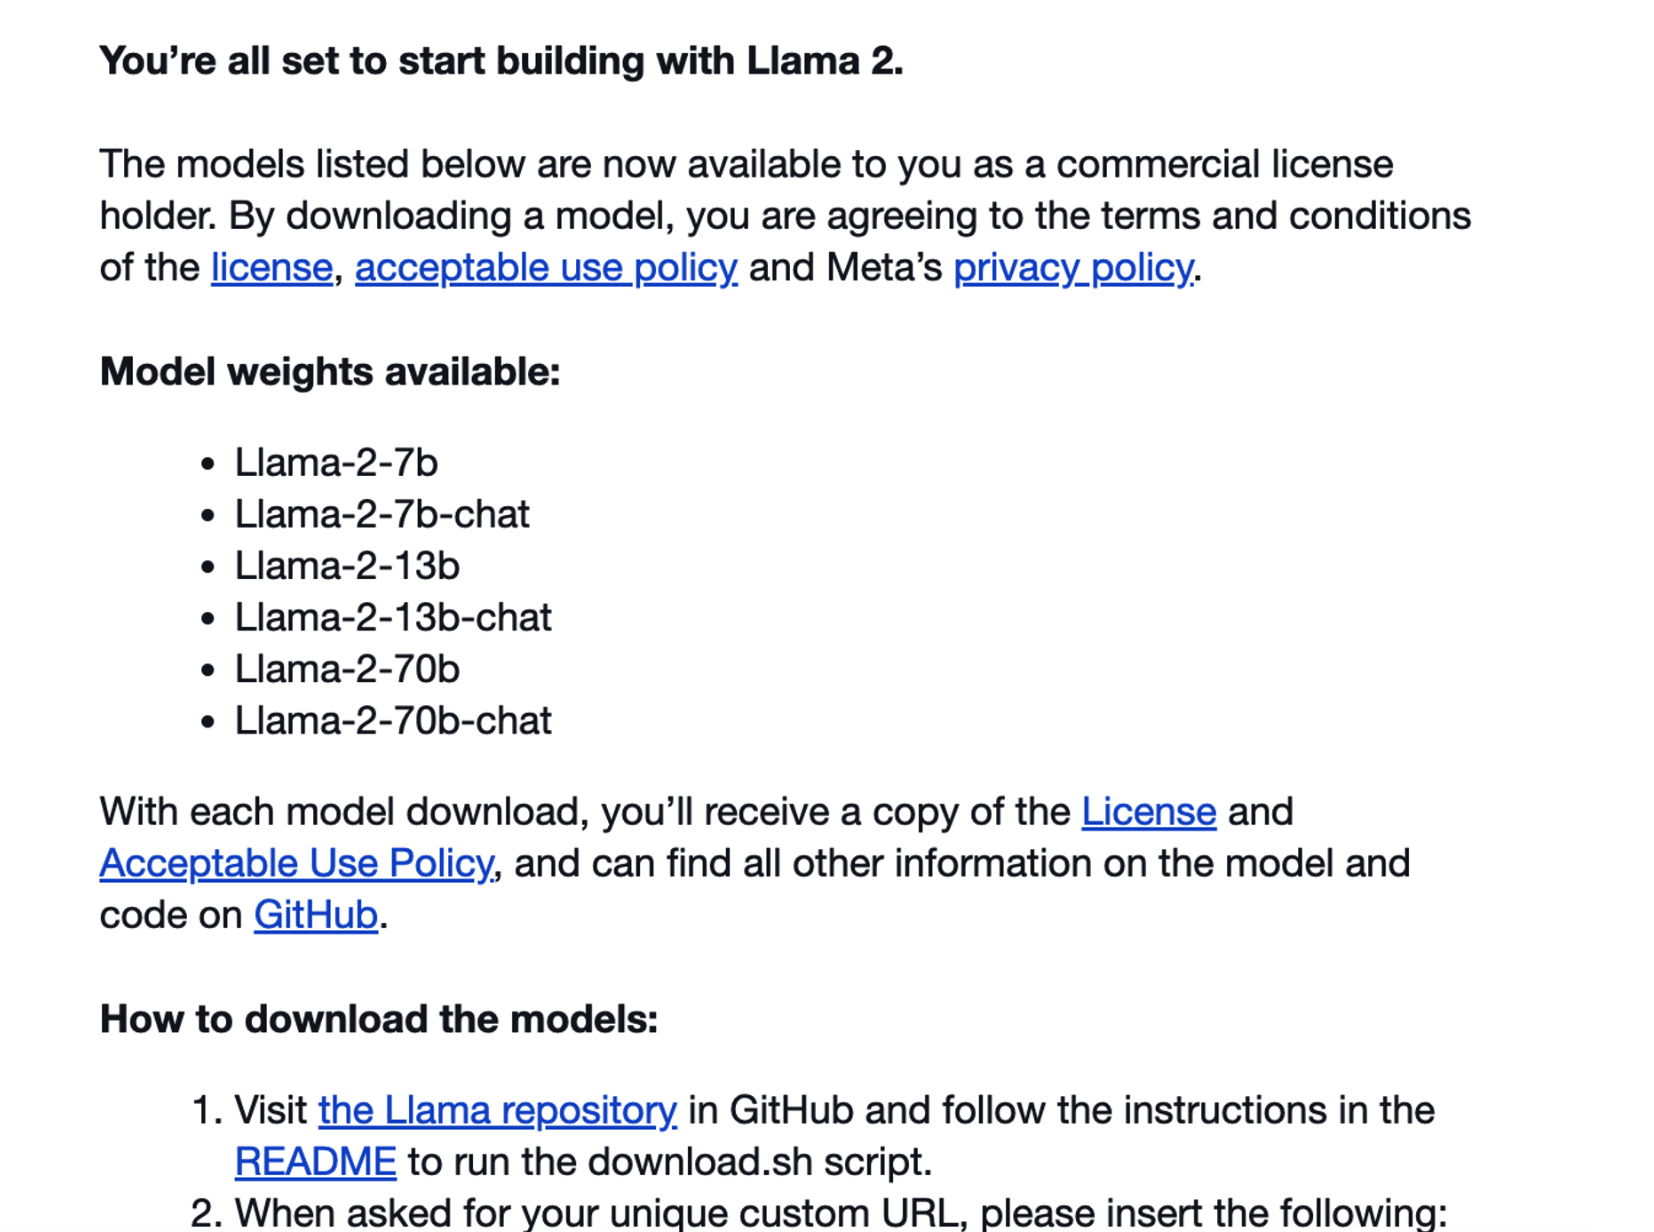 You’re all set to start building with Llama 2.
The models listed below are now available to you as a commercial license
holder. By downloading a model, you are agreeing to the terms and conditions
of the license, acceptable use policy and Meta’s privacy policy.
Model weights available:
• Llama-2-7b
• Llama-2-7b-chat
• Llama-2-13b
• Llama-2-13b-chat
• Llama-2-70b
• Llama-2-70b-chat
With each model download, you’ll receive a copy of the License and
Acceptable Use Policy, and can find all other information on the model and
code on GitHub.
How to download the models:
1. Visit the Llama repository in GitHub and follow the instructions in the
README to run the download.sh script.
2. When asked for your unique custom URL, please insert the following: